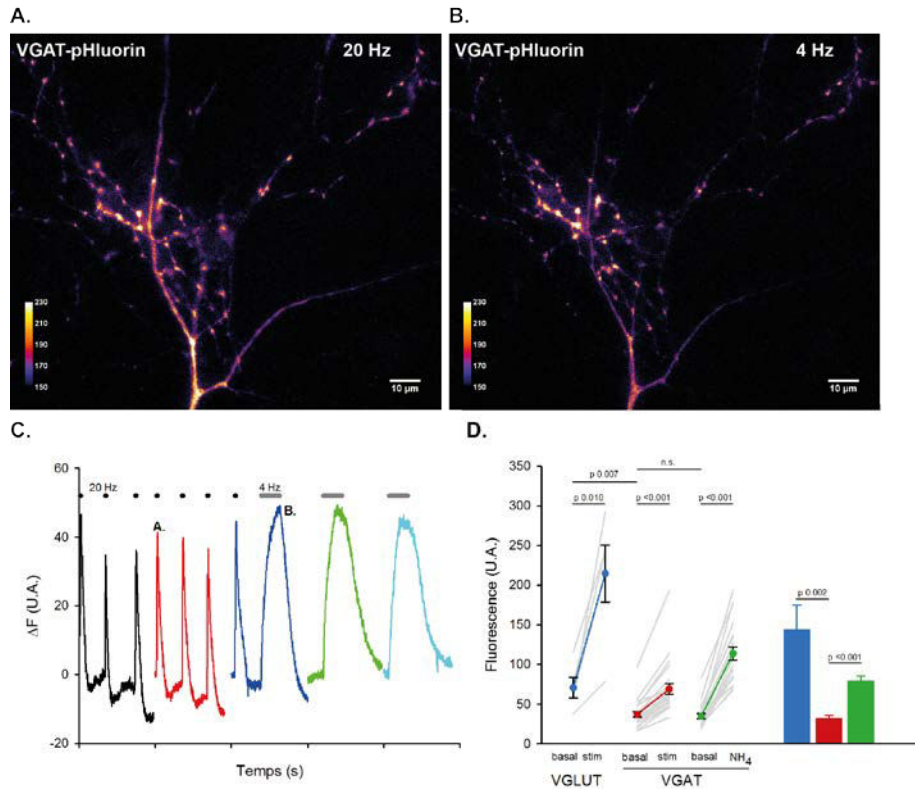 A.
B.
VGAT-pHluorin 20 Hz
VGAT-pHluorin 4 Hz
230
210
190
170
150
10 µm
230
210
190
170
150
10 µm
C.
D.
60
40
20
0
-20
ΔF (U.A.)
20 Hz
4 Hz
A.
B.
Temps (s)
350
300
250
200
150
100
50
0
Fluorescence (U.A.)
n.s.
p 0.007
p 0.010
p <0.001
p <0.001
p 0.002
p <0.001
basal stim
basal stim
basal NH₄
VGLUT
VGAT